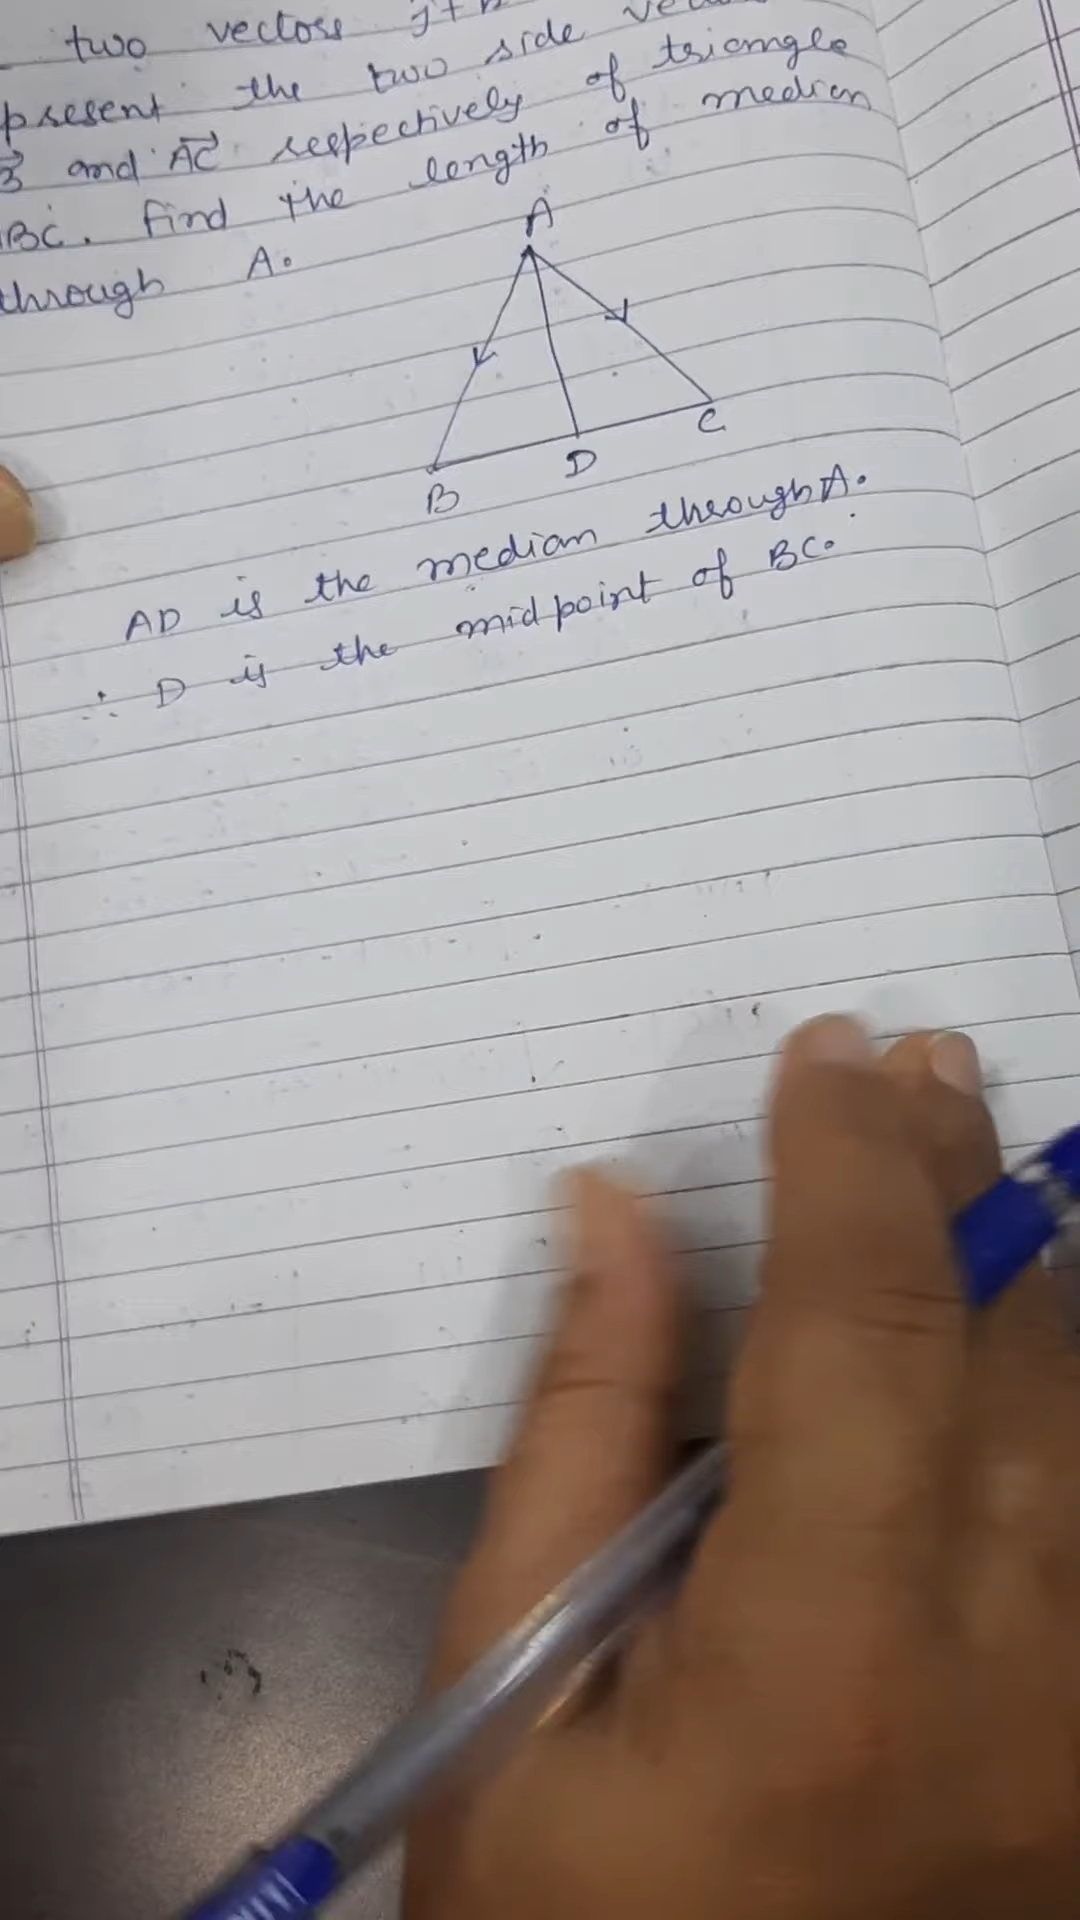 two vectors j+k
present the two side
and AC respectively of triangle
BC. find the length of median
through A.
A
B
D
C
AD is the median through A.
∴ D is the midpoint of BC.